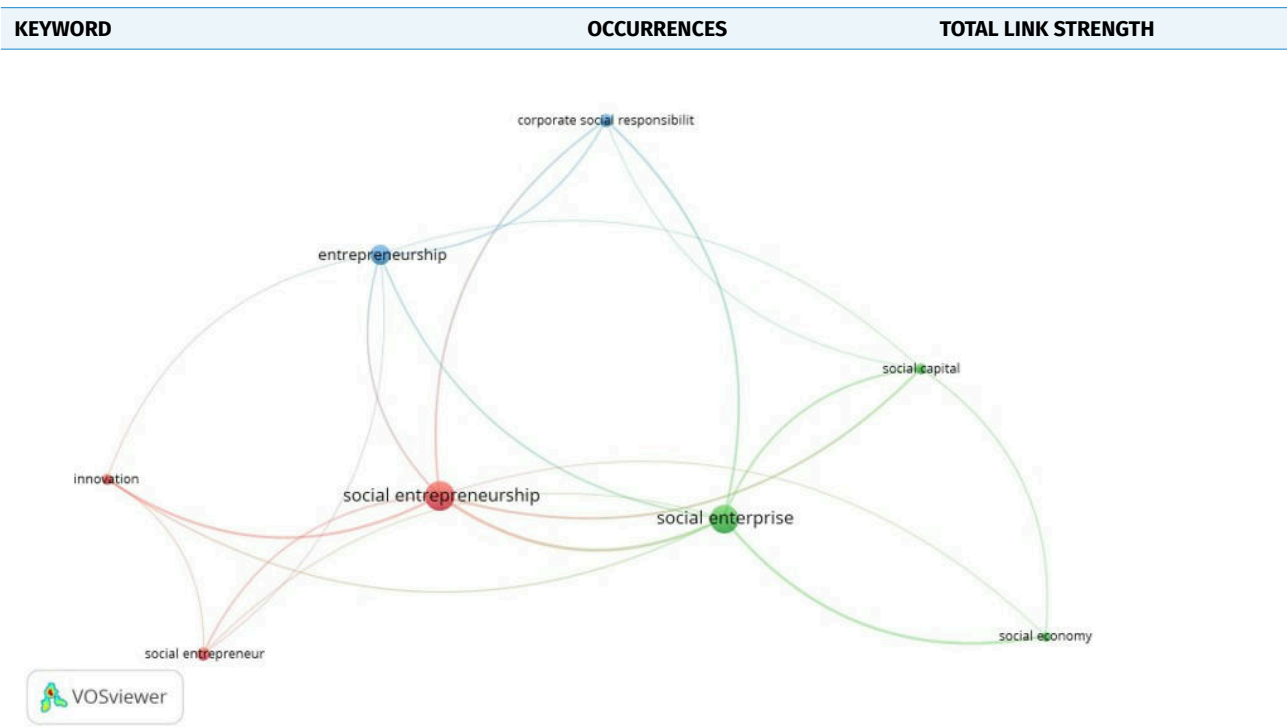 KEYWORD OCCURRENCES TOTAL LINK STRENGTH
corporate social responsibilit
entrepreneurship
social capital
innovation
social entrepreneurship
social enterprise
social economy
social entrepreneur
VOSviewer